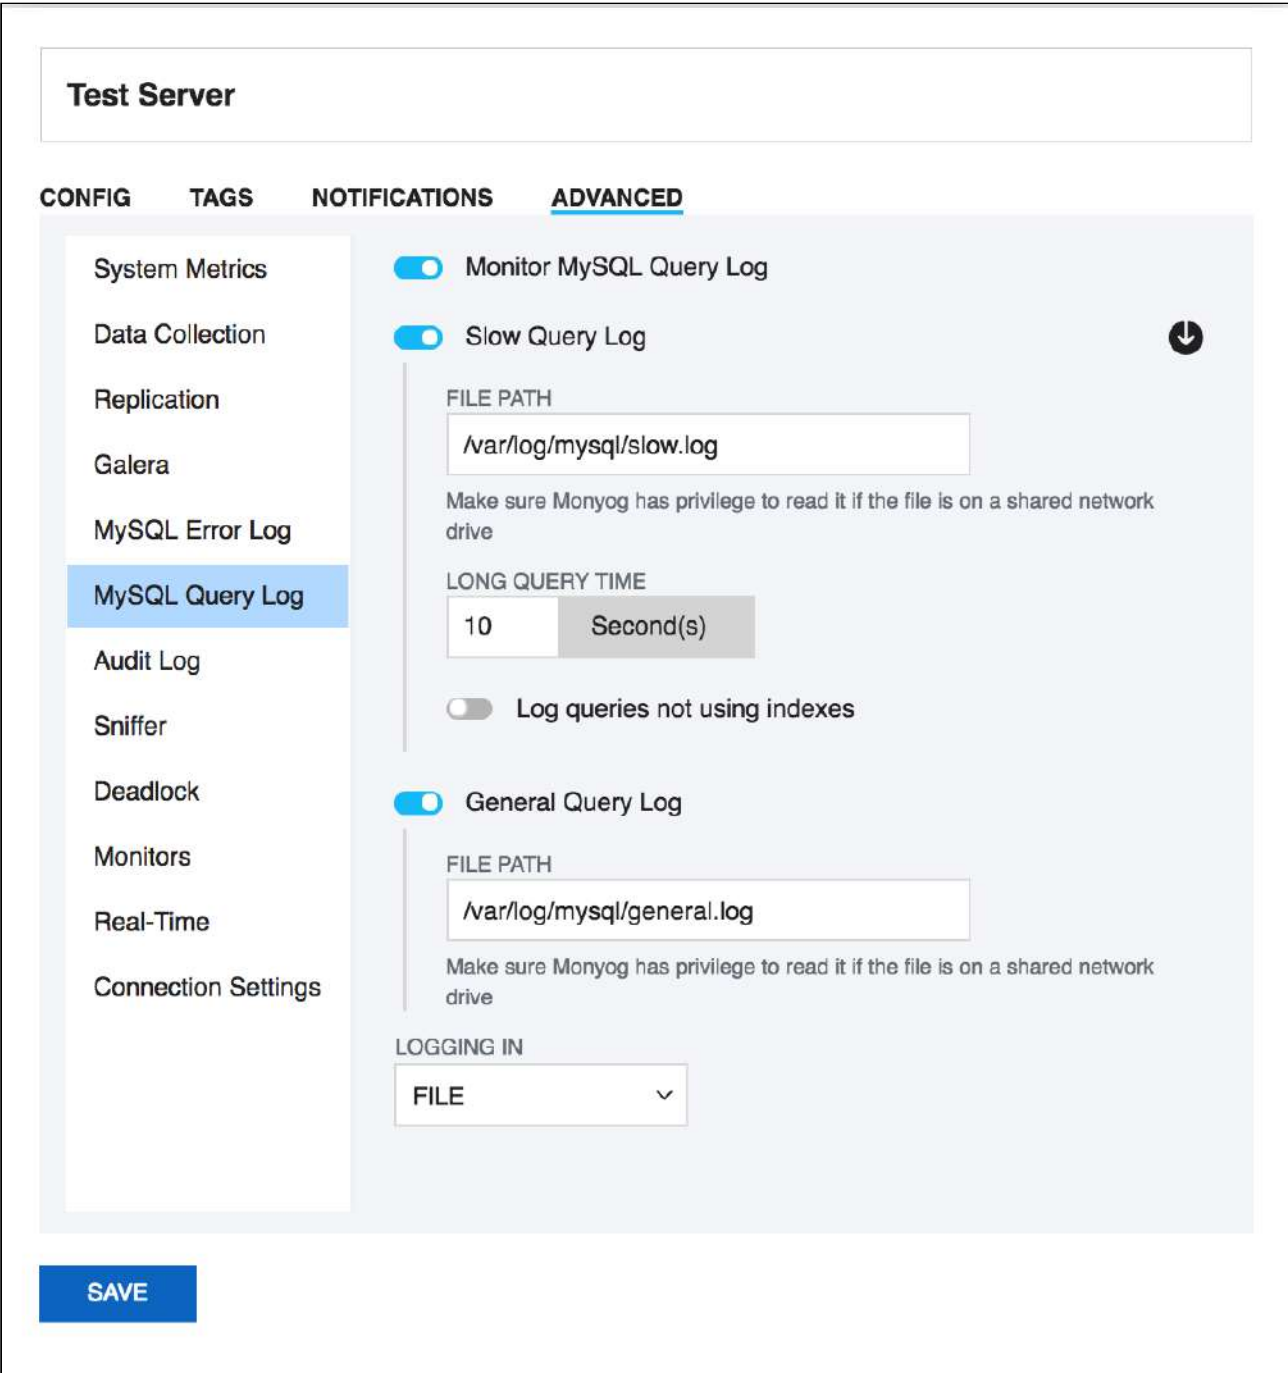 Test Server
CONFIG TAGS NOTIFICATIONS ADVANCED
System Metrics
Data Collection
Replication
Galera
MySQL Error Log
MySQL Query Log
Audit Log
Sniffer
Deadlock
Monitors
Real-Time
Connection Settings
Monitor MySQL Query Log
Slow Query Log
FILE PATH
/var/log/mysql/slow.log
Make sure Monyog has privilege to read it if the file is on a shared network
drive
LONG QUERY TIME
10 Second(s)
Log queries not using indexes
General Query Log
FILE PATH
/var/log/mysql/general.log
Make sure Monyog has privilege to read it if the file is on a shared network
drive
LOGGING IN
FILE
SAVE